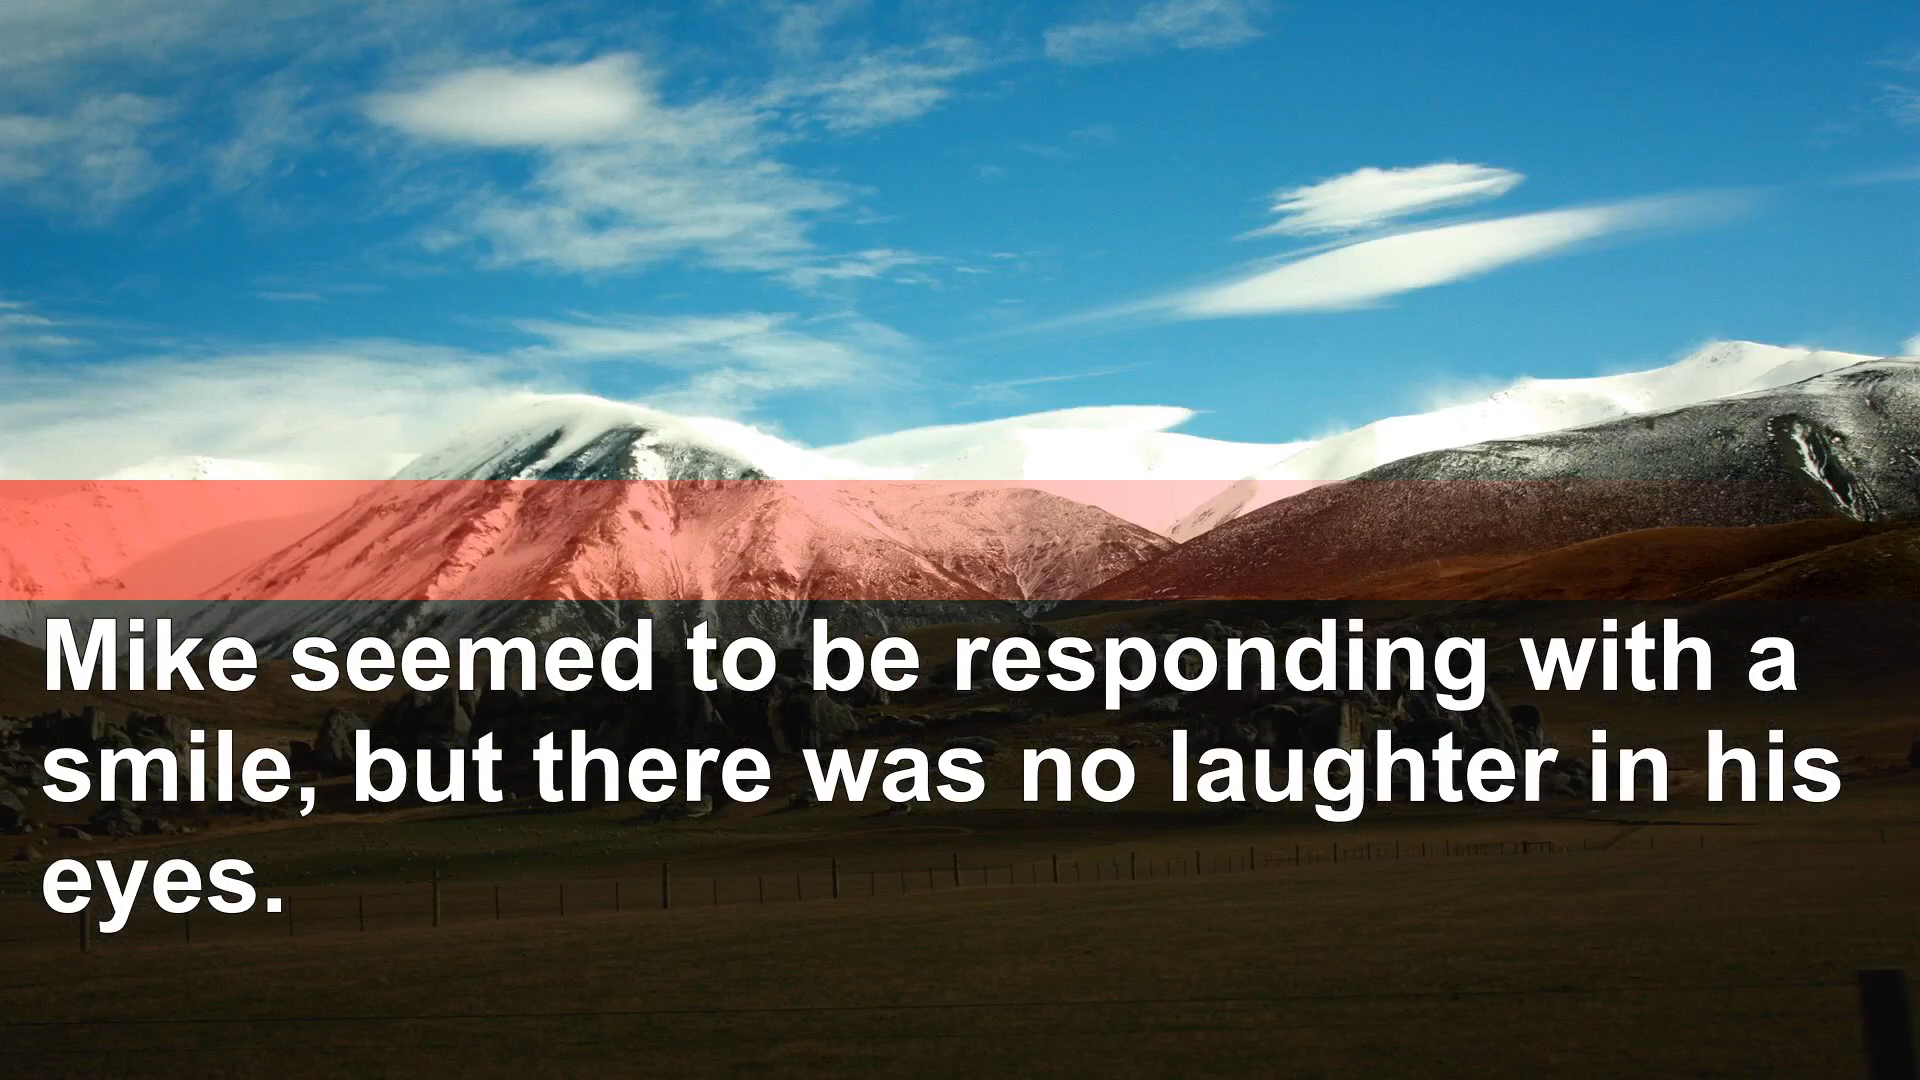 Mike seemed to be responding with a
smile, but there was no laughter in his
eyes.